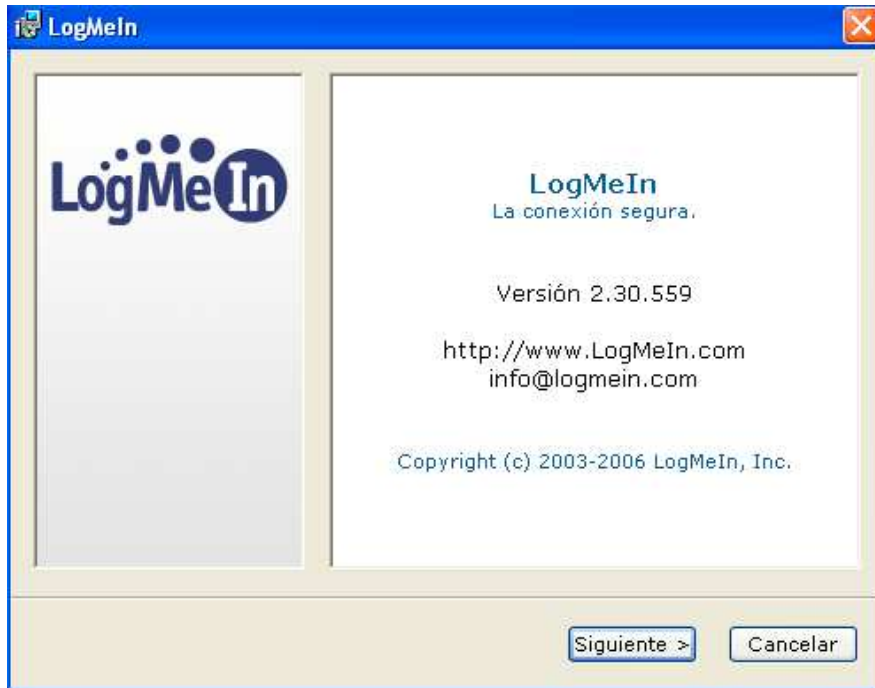 LogMeIn
LogMeIn
LogMeIn
La conexión segura.
Versión 2.30.559
http://www.LogMeIn.com
info@logmein.com
Copyright (c) 2003-2006 LogMeIn, Inc.
Siguiente >
Cancelar